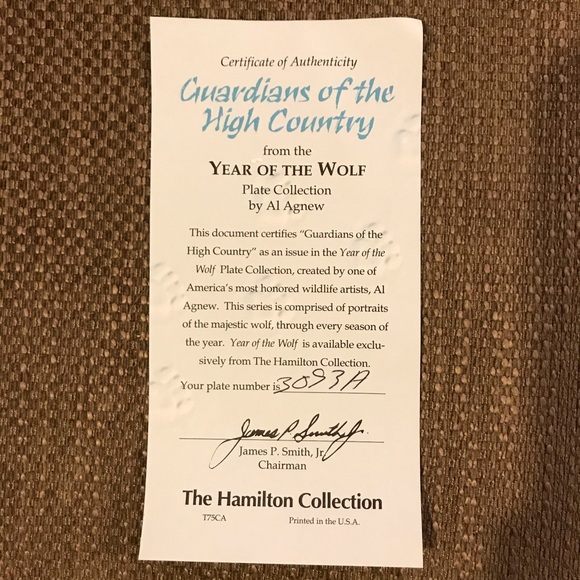 Certificate of Authenticity
Guardians of the
High Country
from the
YEAR OF THE WOLF
Plate Collection
by Al Agnew
This document certifies "Guardians of the
High Country" as an issue in the Year of the
Wolf Plate Collection, created by one of
America's most honored wildlife artists, Al
Agnew. This series is comprised of portraits
of the majestic wolf, through every season of
the year. Year of the Wolf is available exclu-
sively from The Hamilton Collection.
Your plate number is 3093A
James P Smith Jr.
James P. Smith, Jr.
Chairman
The Hamilton Collection
T75CA Printed in the U.S.A.